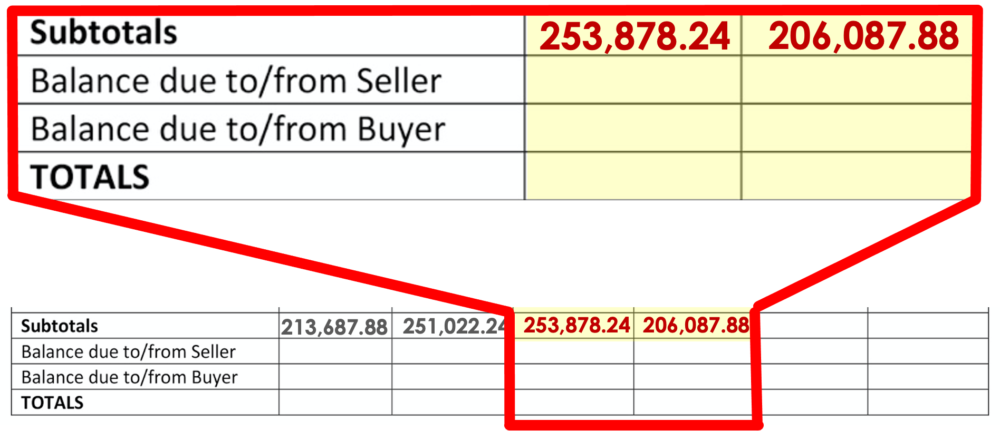 Subtotals 253,878.24 206,087.88
Balance due to/from Seller
Balance due to/from Buyer
TOTALS
Subtotals 213,687.88 251,022.24 253,878.24 206,087.88
Balance due to/from Seller
Balance due to/from Buyer
TOTALS